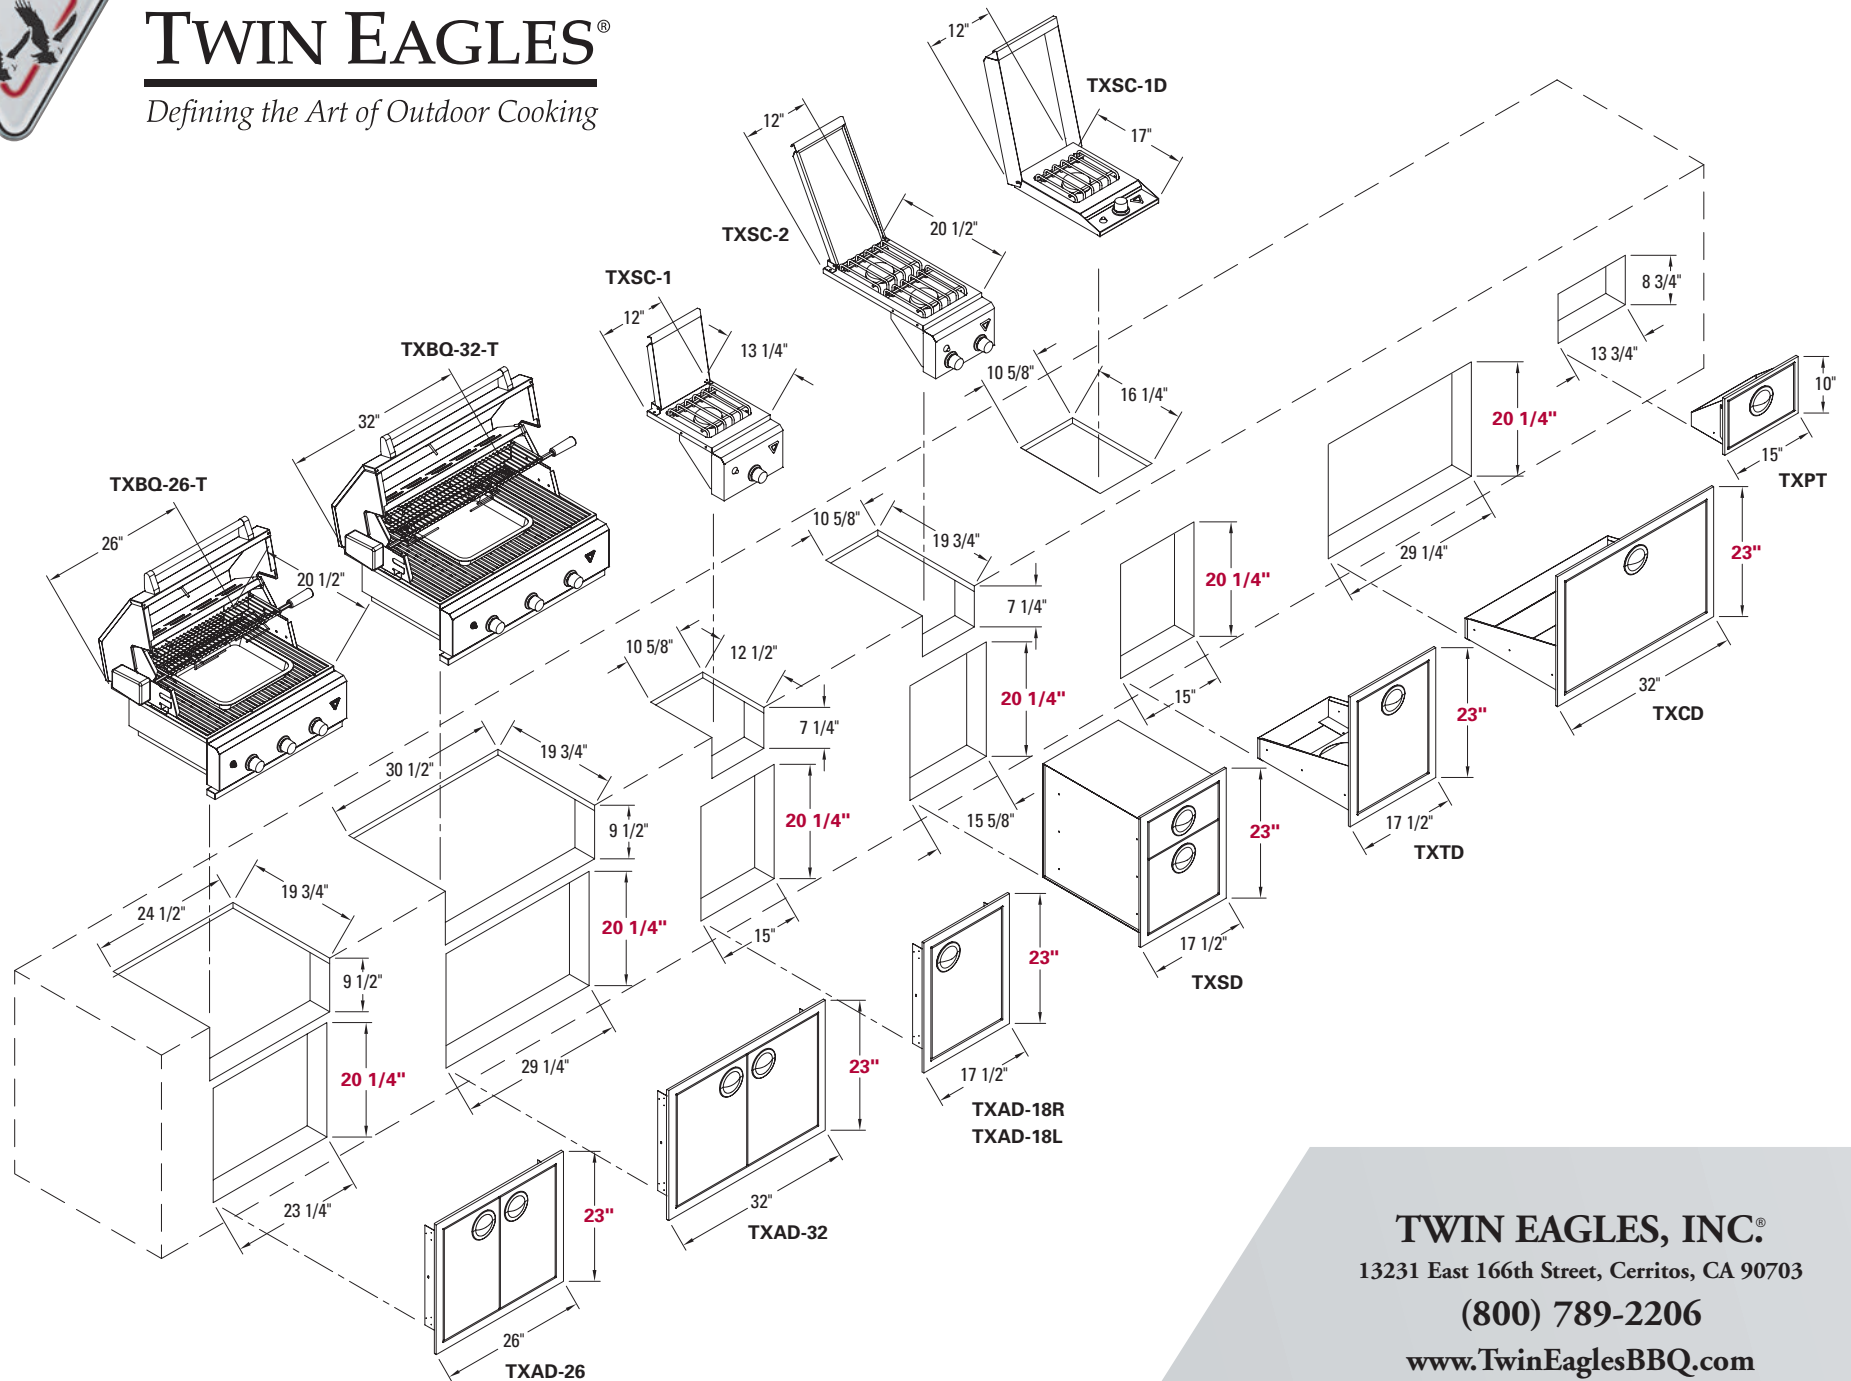 TWIN EAGLES®
Defining the Art of Outdoor Cooking
12"
TXSC-1D
17"
12"
TXSC-2
20 1/2"
TXSC-1
12"
13 1/4"
TXBQ-32-T
32"
TXBQ-26-T
26"
20 1/2"
10 5/8"
16 1/4"
8 3/4"
13 3/4"
10"
15"
TXPT
20 1/4"
29 1/4"
23"
32"
TXCD
10 5/8"
19 3/4"
7 1/4"
20 1/4"
15"
23"
17 1/2"
TXTD
10 5/8"
12 1/2"
7 1/4"
20 1/4"
15 5/8"
23"
17 1/2"
TXSD
30 1/2"
19 3/4"
9 1/2"
20 1/4"
15"
23"
17 1/2"
TXAD-18R
TXAD-18L
24 1/2"
19 3/4"
9 1/2"
20 1/4"
29 1/4"
23"
32"
TXAD-32
20 1/4"
23 1/4"
23"
26"
TXAD-26
TWIN EAGLES, INC.®
13231 East 166th Street, Cerritos, CA 90703
(800) 789-2206
www.TwinEaglesBBQ.com